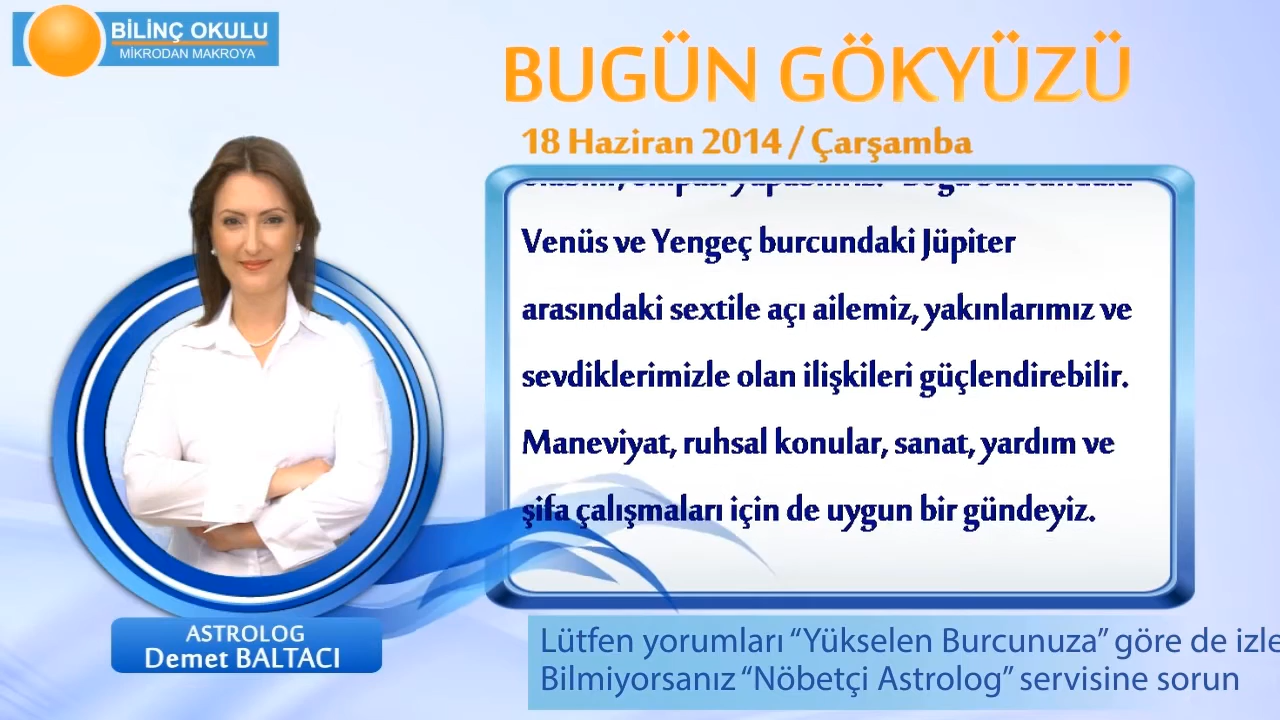 BİLİNÇ OKULU
MİKRODAN MAKROYA
BUGÜN GÖKYÜZÜ
18 Haziran 2014 / Çarşamba
Venüs ve Yengeç burcundaki Jüpiter
arasındaki sextile açı ailemiz, yakınlarımız ve
sevdiklerimizle olan ilişkileri güçlendirebilir.
Maneviyat, ruhsal konular, sanat, yardım ve
şifa çalışmaları için de uygun bir gündeyiz.
ASTROLOG
Demet BALTACI
Lütfen yorumları “Yükselen Burcunuza” göre de izle
Bilmiyorsanız “Nöbetçi Astrolog” servisine sorun